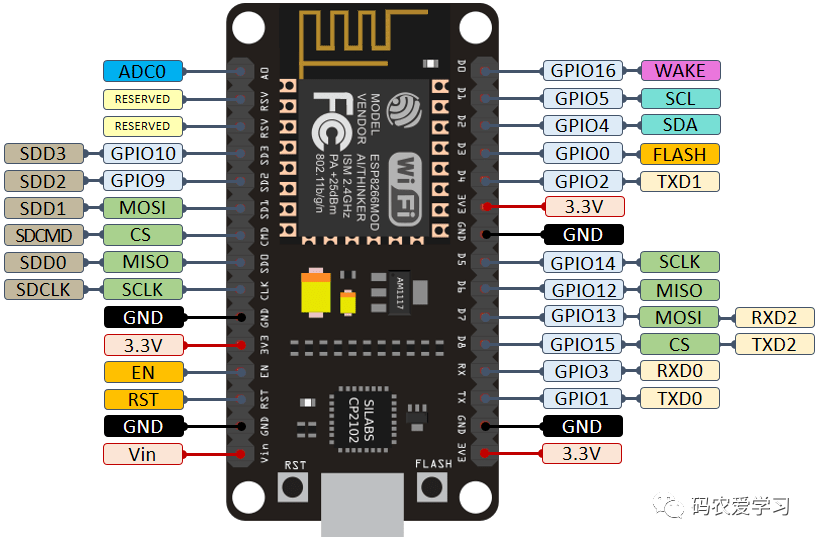 ADC0
RESERVED
RESERVED
SDD3 GPIO10
SDD2 GPIO9
SDD1 MOSI
SDCMD CS
SDD0 MISO
SDCLK SCLK
GND
3.3V
EN
RST
GND
Vin
A0
RSV
RSV
SD3
SD2
SD1
CMD
SD0
CLK
GND
3V3
EN
RST
GND
Vin
FCC
MODEL ESP8266MOD
VENDOR AI/THINKER
ISM 2.4GHz
PA +25dBm
802.11b/g/n
WiFi
AM1117
SILABS
CP2102
RST
FLASH
D0
D1
D2
D3
D4
3V3
GND
D5
D6
D7
D8
RX
TX
GND
3V3
GPIO16 WAKE
GPIO5 SCL
GPIO4 SDA
GPIO0 FLASH
GPIO2 TXD1
3.3V
GND
GPIO14 SCLK
GPIO12 MISO
GPIO13 MOSI RXD2
GPIO15 CS TXD2
GPIO3 RXD0
GPIO1 TXD0
GND
3.3V
码农爱学习